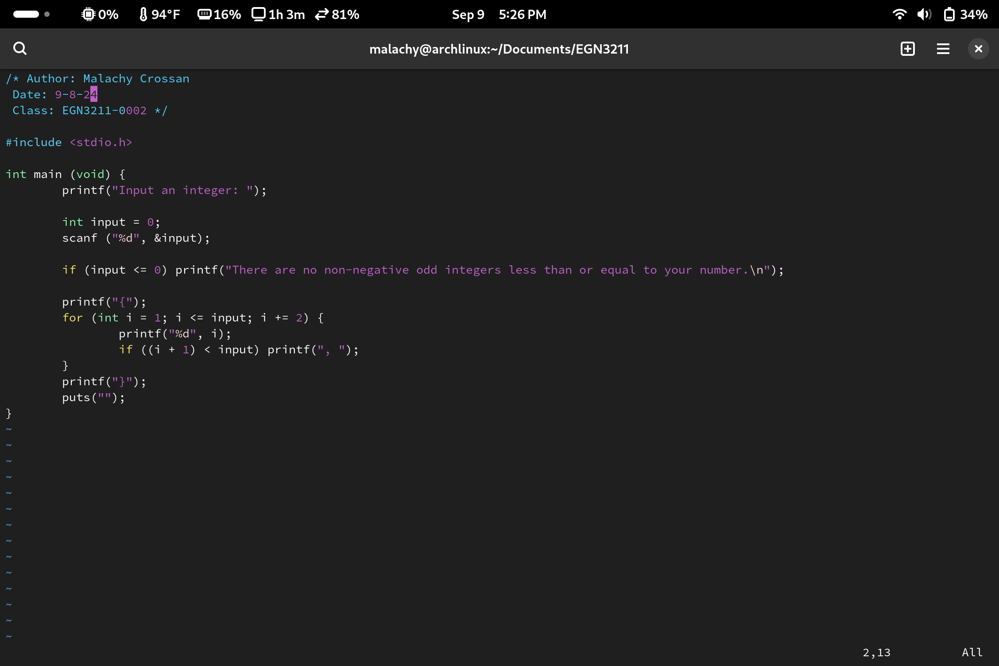 0% 94°F 16% 1h 3m 81% Sep 9 5:26 PM 34%
malachy@archlinux:~/Documents/EGN3211
/* Author: Malachy Crossan
 Date: 9-8-24
 Class: EGN3211-0002 */

#include <stdio.h>

int main (void) {
        printf("Input an integer: ");

        int input = 0;
        scanf ("%d", &input);

        if (input <= 0) printf("There are no non-negative odd integers less than or equal to your number.\n");

        printf("{");
        for (int i = 1; i <= input; i += 2) {
                printf("%d", i);
                if ((i + 1) < input) printf(", ");
        }
        printf("}");
        puts("");
}
~
~
~
~
~
~
~
~
~
~
~
~
~
~
2,13 All